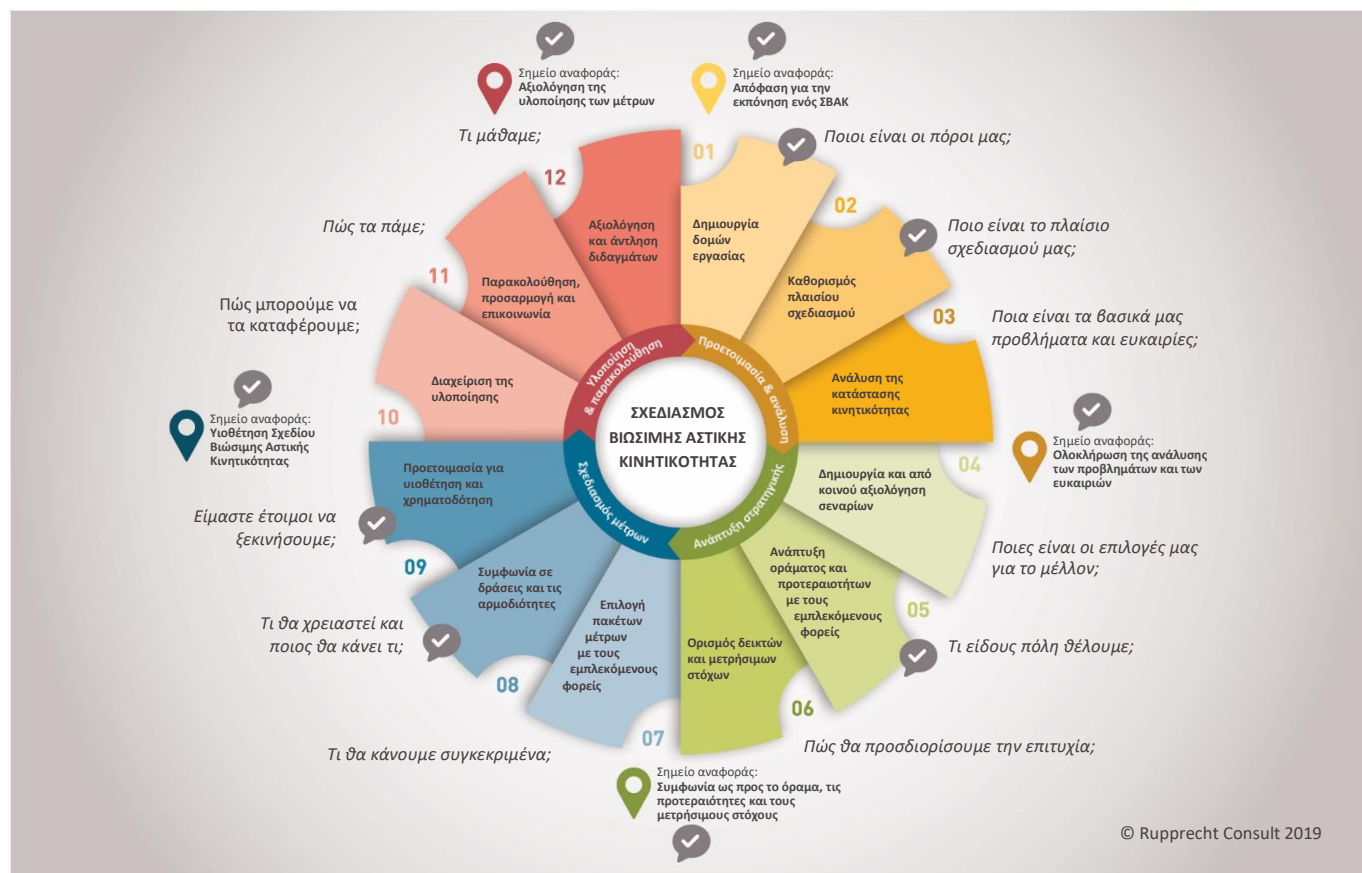 Σημείο αναφοράς:
Αξιολόγηση της
υλοποίησης των μέτρων
Σημείο αναφοράς:
Απόφαση για την
εκπόνηση ενός ΣΒΑΚ
Τι μάθαμε;
Ποιοι είναι οι πόροι μας;
12
01
Αξιολόγηση
και άντληση
διδαγμάτων
Δημιουργία
δομών
εργασίας
02
Ποιο είναι το πλαίσιο
σχεδιασμού μας;
Πώς τα πάμε;
11
Παρακολούθηση,
προσαρμογή και
επικοινωνία
Καθορισμός
πλαισίου
σχεδιασμού
03
Ποια είναι τα βασικά μας
προβλήματα και ευκαιρίες;
Πώς μπορούμε να
τα καταφέρουμε;
Διαχείριση της
υλοποίησης
10
Ανάλυση της
κατάστασης
κινητικότητας
Υλοποίηση
& παρακολούθηση
Προετοιμασία & ανάλυση
ΣΧΕΔΙΑΣΜΟΣ
ΒΙΩΣΙΜΗΣ ΑΣΤΙΚΗΣ
ΚΙΝΗΤΙΚΟΤΗΤΑΣ
Σχεδιασμός μέτρων
Ανάπτυξη στρατηγικής
Σημείο αναφοράς:
Υιοθέτηση Σχεδίου
Βιώσιμης Αστικής
Κινητικότητας
Σημείο αναφοράς:
Ολοκλήρωση της ανάλυσης
των προβλημάτων και των
ευκαιριών
Προετοιμασία για
υιοθέτηση και
χρηματοδότηση
04
Δημιουργία και από
κοινού αξιολόγηση
σεναρίων
Είμαστε έτοιμοι να
ξεκινήσουμε;
Ποιες είναι οι επιλογές μας
για το μέλλον;
09
Συμφωνία σε
δράσεις και τις
αρμοδιότητες
Ανάπτυξη
οράματος και
προτεραιοτήτων
με τους
εμπλεκόμενους
φορείς
05
Τι θα χρειαστεί και
ποιος θα κάνει τι;
Τι είδους πόλη θέλουμε;
08
Επιλογή
πακέτων
μέτρων
με τους
εμπλεκόμενους
φορείς
Ορισμός δεικτών
και μετρήσιμων
στόχων
06
07
Τι θα κάνουμε συγκεκριμένα;
Πώς θα προσδιορίσουμε την επιτυχία;
Σημείο αναφοράς:
Συμφωνία ως προς το όραμα, τις
προτεραιότητες και τους
μετρήσιμους στόχους
© Rupprecht Consult 2019